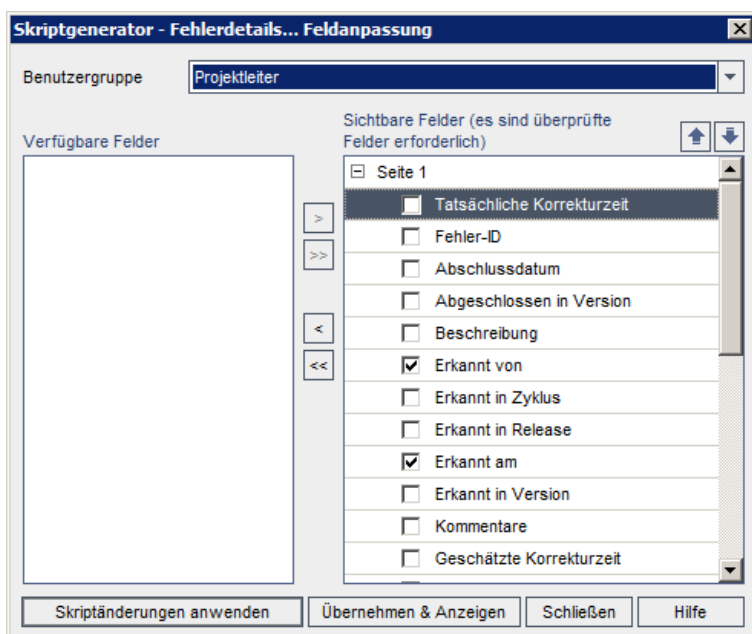 Skriptgenerator - Fehlerdetails... Feldanpassung
Benutzergruppe
Projektleiter
Verfügbare Felder
Sichtbare Felder (es sind überprüfte
Felder erforderlich)
>
>>
<
<<
Seite 1
Tatsächliche Korrekturzeit
Fehler-ID
Abschlussdatum
Abgeschlossen in Version
Beschreibung
Erkannt von
Erkannt in Zyklus
Erkannt in Release
Erkannt am
Erkannt in Version
Kommentare
Geschätzte Korrekturzeit
Skriptänderungen anwenden
Übernehmen & Anzeigen
Schließen
Hilfe